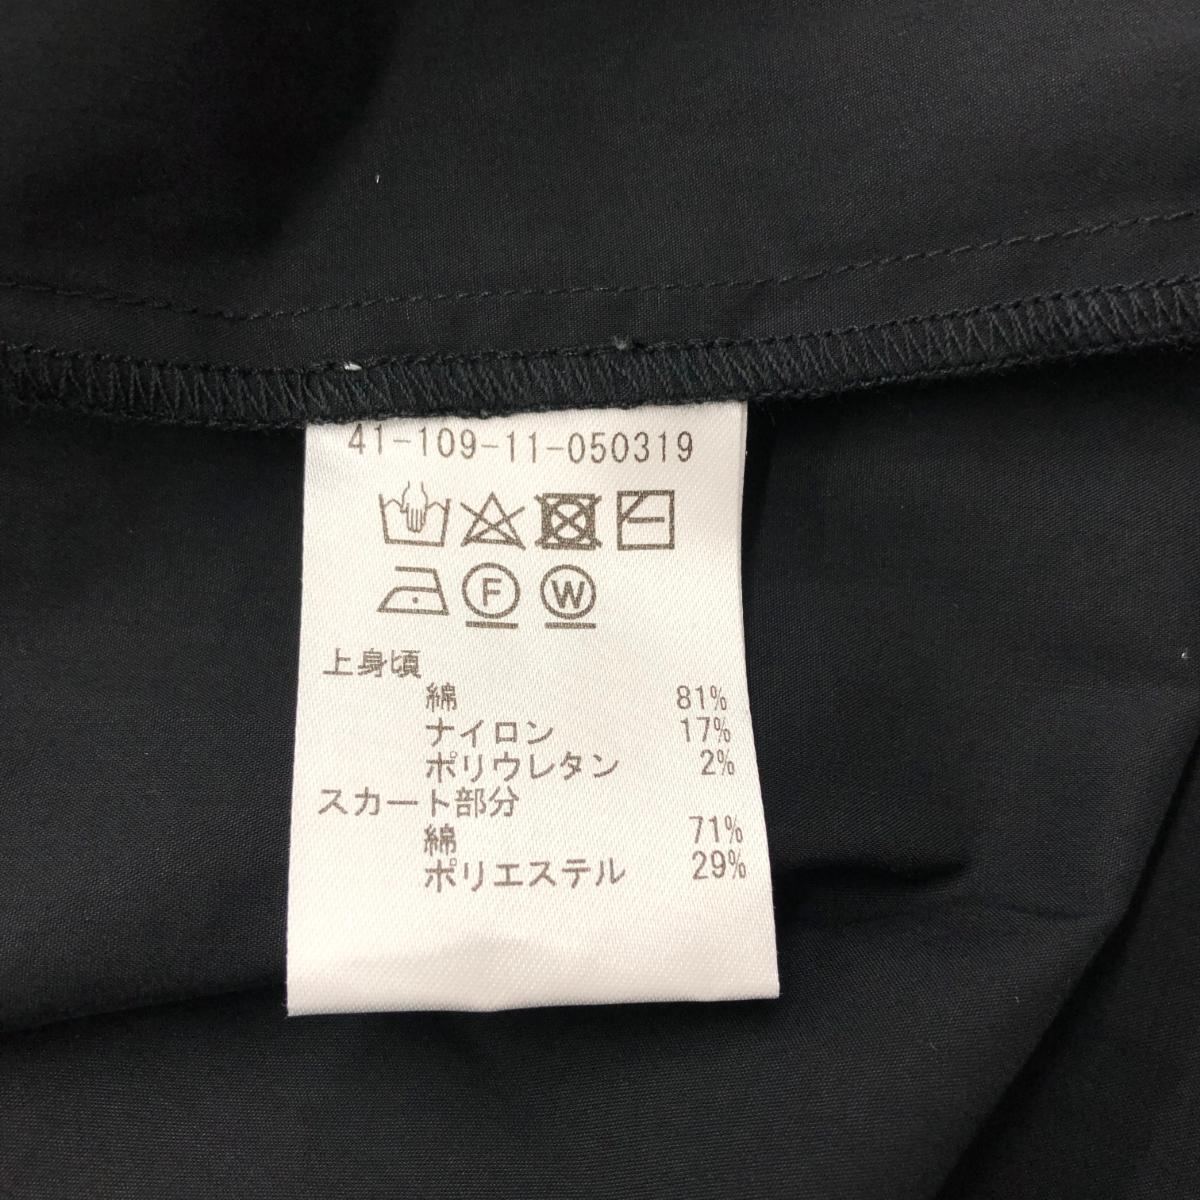 41-109-11-050319
F W
上身頃
綿 81%
ナイロン 17%
ポリウレタン 2%
スカート部分
綿 71%
ポリエステル 29%